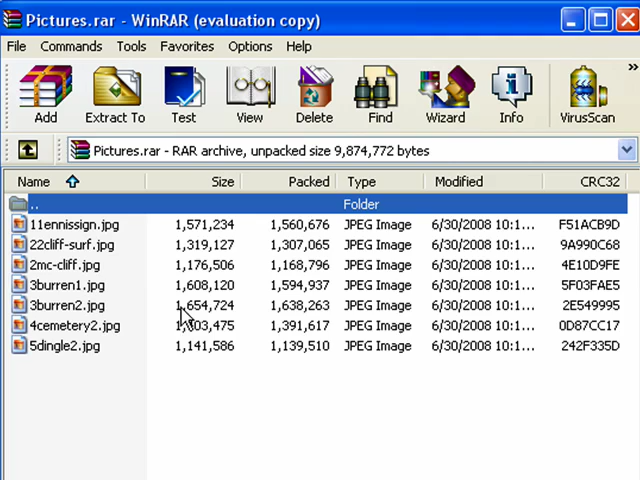 Pictures.rar - WinRAR (evaluation copy)
File Commands Tools Favorites Options Help
Add Extract To Test View Delete Find Wizard Info VirusScan
Pictures.rar - RAR archive, unpacked size 9,874,772 bytes
Name Size Packed Type Modified CRC32
.. Folder
11ennissign.jpg 1,571,234 1,560,676 JPEG Image 6/30/2008 10:1... F51ACB9D
22cliff-surf.jpg 1,319,127 1,307,065 JPEG Image 6/30/2008 10:1... 9A990C68
2mc-cliff.jpg 1,176,506 1,168,796 JPEG Image 6/30/2008 10:1... 4E10D9FE
3burren1.jpg 1,608,120 1,594,937 JPEG Image 6/30/2008 10:1... 5F03FAE5
3burren2.jpg 1,654,724 1,638,263 JPEG Image 6/30/2008 10:1... 2E549995
4cemetery2.jpg 1,403,475 1,391,617 JPEG Image 6/30/2008 10:1... 0D87CC17
5dingle2.jpg 1,141,586 1,139,510 JPEG Image 6/30/2008 10:1... 242F335D